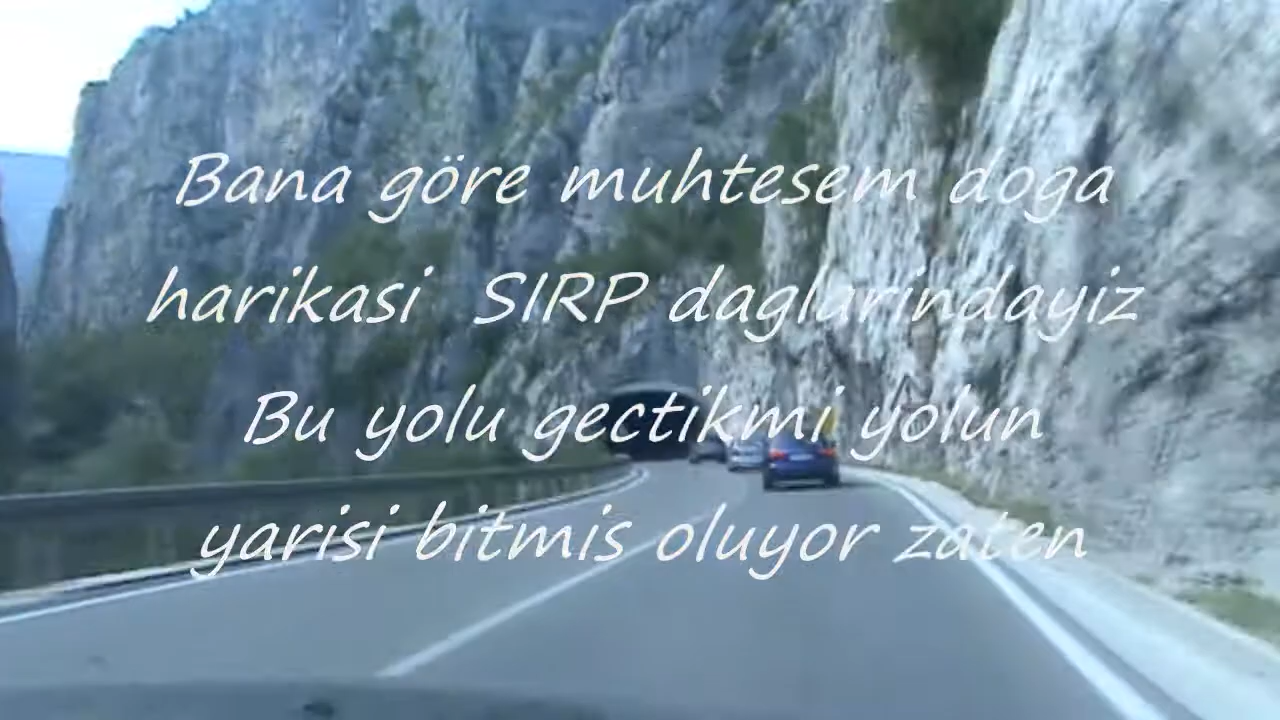 Bana göre muhtesem doga
harikasi SIRP daglarindayiz
Bu yolu gectikmi yolun
yarisi bitmis oluyor zaten